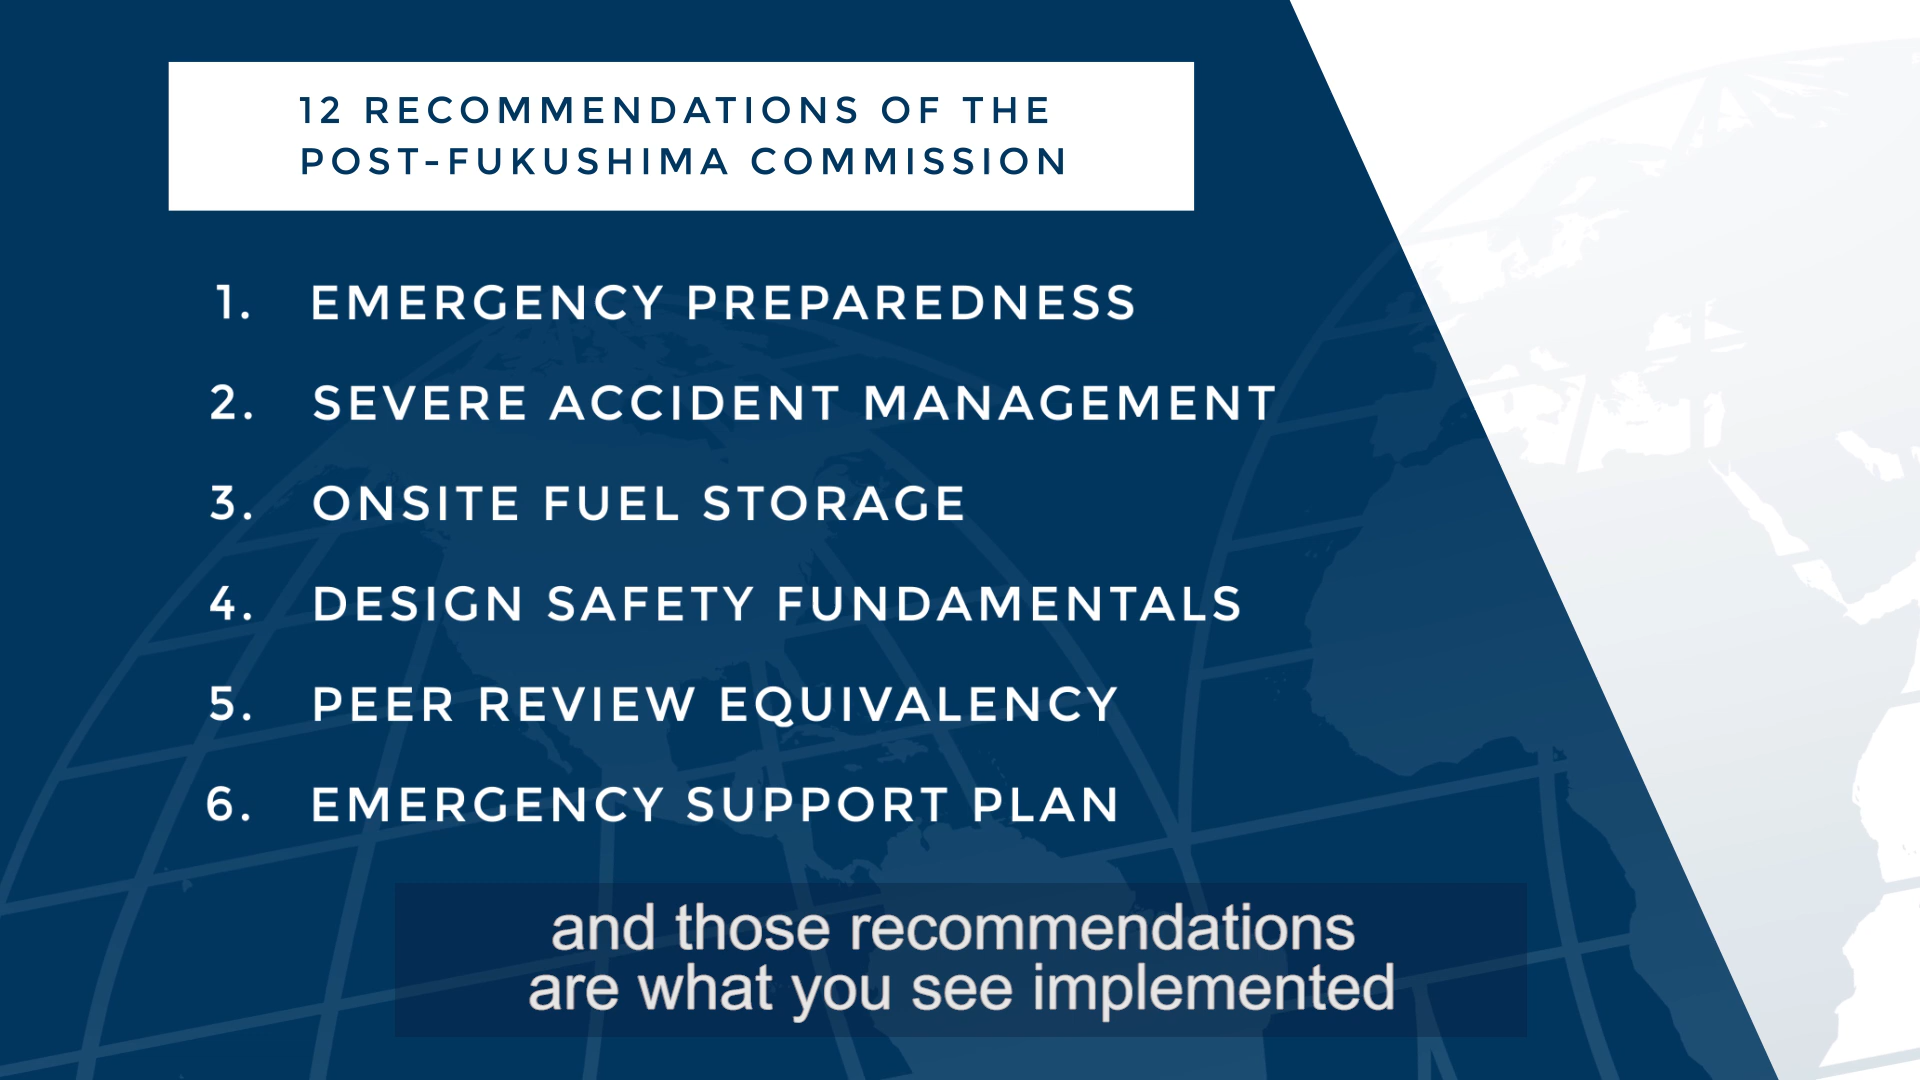 12 RECOMMENDATIONS OF THE
POST-FUKUSHIMA COMMISSION
1. EMERGENCY PREPAREDNESS
2. SEVERE ACCIDENT MANAGEMENT
3. ONSITE FUEL STORAGE
4. DESIGN SAFETY FUNDAMENTALS
5. PEER REVIEW EQUIVALENCY
6. EMERGENCY SUPPORT PLAN
and those recommendations
are what you see implemented